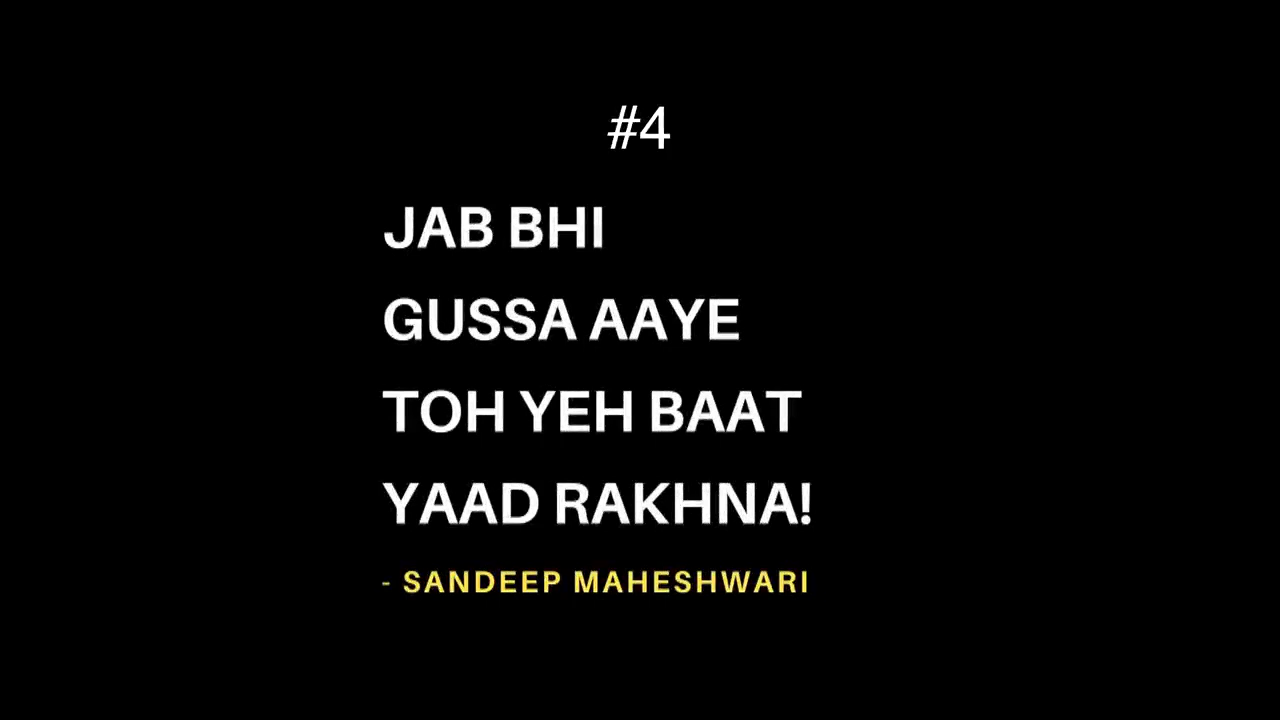 #4
JAB BHI
GUSSA AAYE
TOH YEH BAAT
YAAD RAKHNA!
- SANDEEP MAHESHWARI